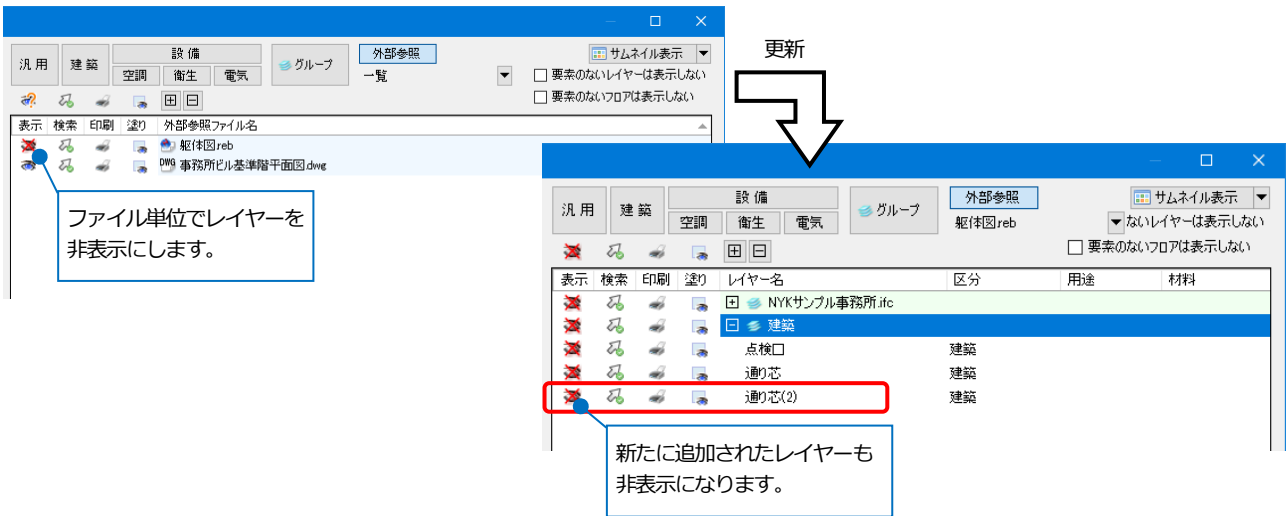 汎用
建築
設備
空調
衛生
電気
グループ
外部参照
一覧
サムネイル表示
要素のないレイヤーは表示しない
要素のないフロアは表示しない
表示 検索 印刷 塗り 外部参照ファイル名
躯体図.reb
DWG 事務所ビル基準階平面図.dwg
ファイル単位でレイヤーを
非表示にします。
更新
汎用
建築
設備
空調
衛生
電気
グループ
外部参照
躯体図.reb
サムネイル表示
ないレイヤーは表示しない
要素のないフロアは表示しない
表示 検索 印刷 塗り レイヤー名 区分 用途 材料
NYKサンプル事務所.ifc
建築
点検口 建築
通り芯 建築
通り芯(2) 建築
新たに追加されたレイヤーも
非表示になります。